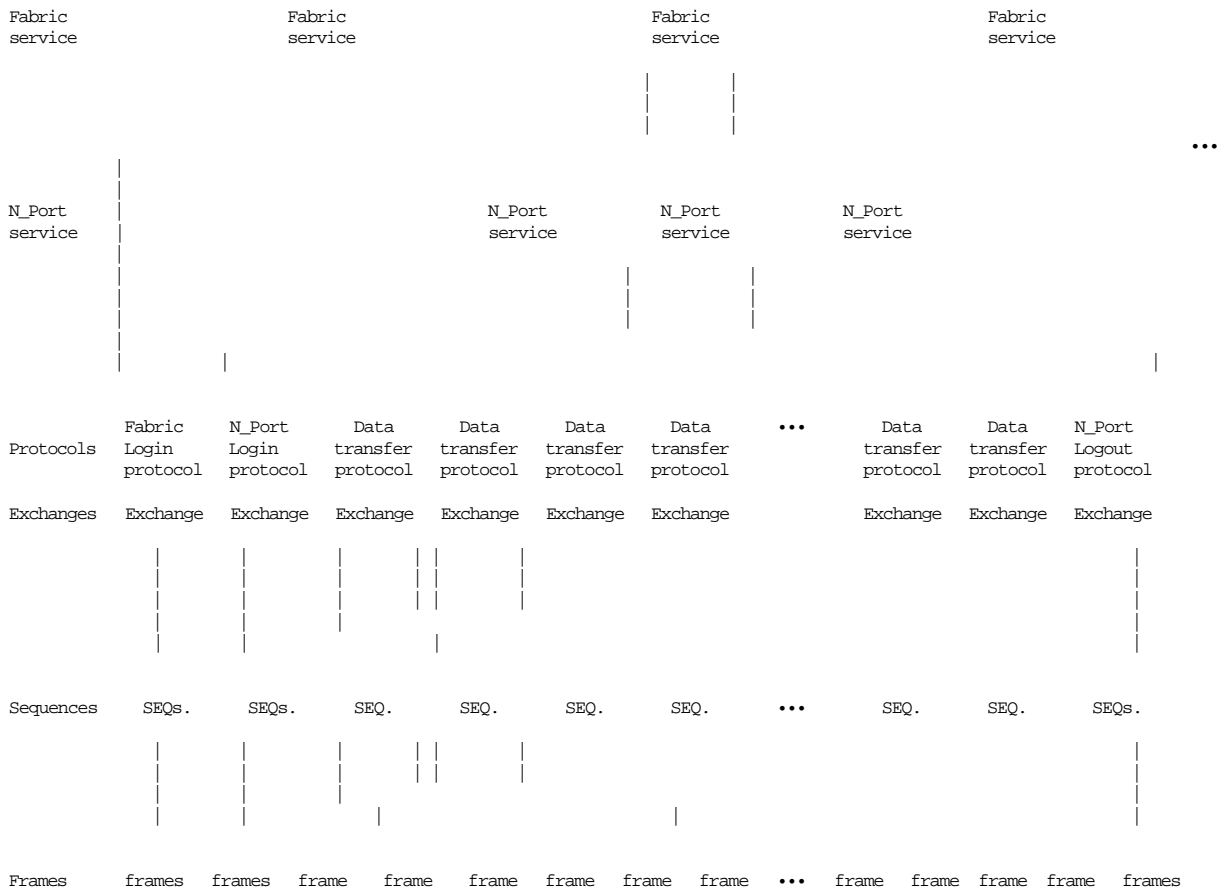 Fabric Fabric Fabric Fabric
service service service service
•••
N_Port N_Port N_Port N_Port
service service service service
Fabric N_Port Data Data Data Data ••• Data Data N_Port
Protocols Login Login transfer transfer transfer transfer transfer transfer Logout
protocol protocol protocol protocol protocol protocol protocol protocol protocol
Exchanges Exchange Exchange Exchange Exchange Exchange Exchange Exchange Exchange Exchange
Sequences SEQs. SEQs. SEQ. SEQ. SEQ. SEQ. ••• SEQ. SEQ. SEQs.
Frames frames frames frame frame frame frame frame frame ••• frame frame frame frame frames